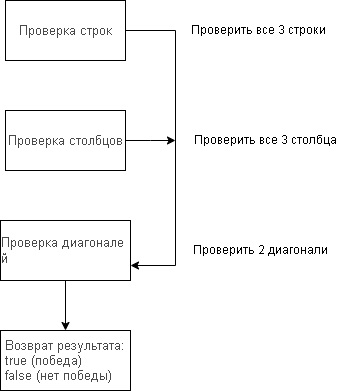 Проверка строк
Проверить все 3 строки
Проверка столбцов
Проверить все 3 столбца
Проверка диагонале
й
Проверить 2 диагонали
Возврат результата:
true (победа)
false (нет победы)